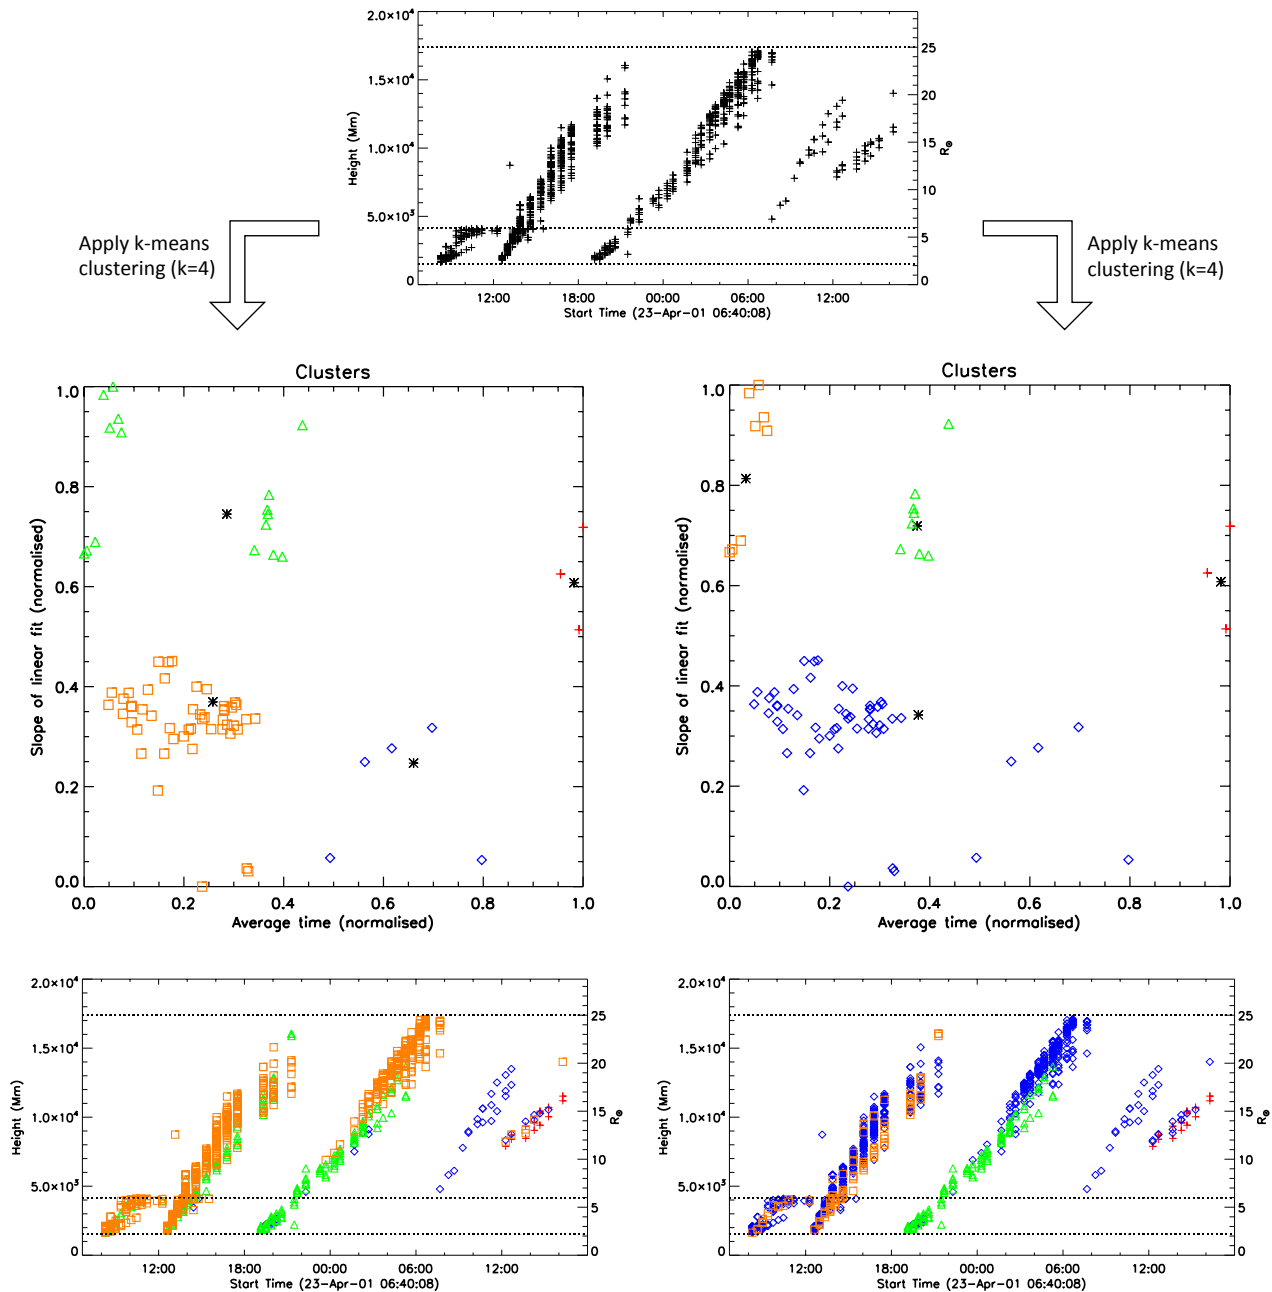 2.0×10⁴
1.5×10⁴
1.0×10⁴
5.0×10³
0
Height (Mm)
25
20
15
10
5
0
R⊙
12:00 18:00 00:00 06:00 12:00
Start Time (23-Apr-01 06:40:08)
Apply k-means
clustering (k=4)
Apply k-means
clustering (k=4)
Clusters
1.0
0.8
0.6
0.4
0.2
0.0
Slope of linear fit (normalised)
0.0 0.2 0.4 0.6 0.8 1.0
Average time (normalised)
Clusters
1.0
0.8
0.6
0.4
0.2
0.0
Slope of linear fit (normalised)
0.0 0.2 0.4 0.6 0.8 1.0
Average time (normalised)
2.0×10⁴
1.5×10⁴
1.0×10⁴
5.0×10³
0
Height (Mm)
25
20
15
10
5
0
R⊙
12:00 18:00 00:00 06:00 12:00
Start Time (23-Apr-01 06:40:08)
2.0×10⁴
1.5×10⁴
1.0×10⁴
5.0×10³
0
Height (Mm)
25
20
15
10
5
0
R⊙
12:00 18:00 00:00 06:00 12:00
Start Time (23-Apr-01 06:40:08)